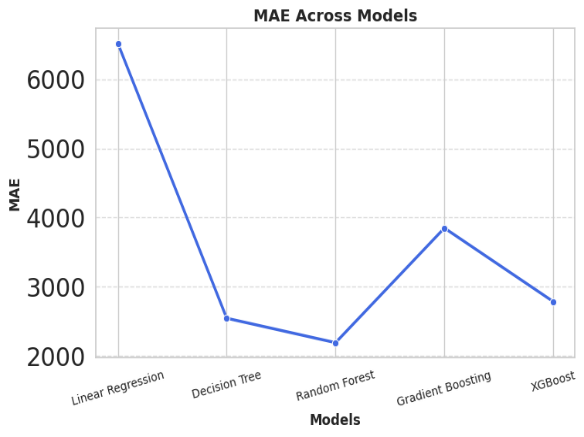 MAE Across Models
MAE
6000
5000
4000
3000
2000
Linear Regression
Decision Tree
Random Forest
Gradient Boosting
XGBoost
Models